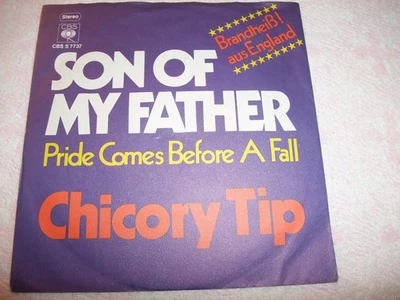 Stereo
CBS
CBS S 7737
Brandheiß!
aus England
SON OF
MY FATHER
Pride Comes Before A Fall
Chicory Tip